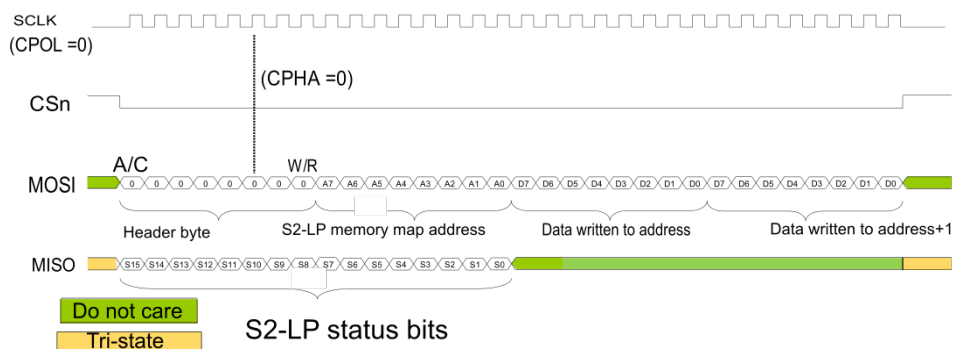 SCLK
(CPOL =0)
(CPHA =0)
CSn
A/C
W/R
MOSI
0 0 0 0 0 0 0 0 A7 A6 A5 A4 A3 A2 A1 A0 D7 D6 D5 D4 D3 D2 D1 D0 D7 D6 D5 D4 D3 D2 D1 D0
Header byte
S2-LP memory map address
Data written to address
Data written to address+1
MISO
S15 S14 S13 S12 S11 S10 S9 S8 S7 S6 S5 S4 S3 S2 S1 S0
Do not care
S2-LP status bits
Tri-state